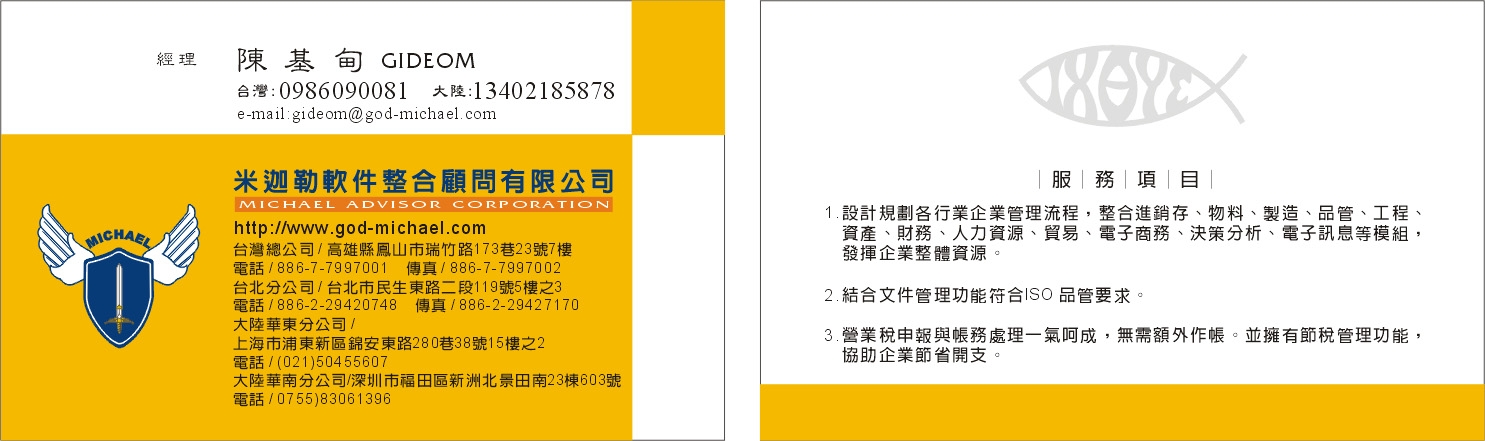 經理 陳基甸 GIDEOM
台灣:0986090081 大陸:13402185878
e-mail:gideom@god-michael.com
MICHAEL
米迦勒軟件整合顧問有限公司
MICHAEL ADVISOR CORPORATION
http://www.god-michael.com
台灣總公司/高雄縣鳳山市瑞竹路173巷23號7樓
電話/886-7-7997001 傳真/886-7-7997002
台北分公司/台北市民生東路二段119號5樓之3
電話/886-2-29420748 傳真/886-2-29427170
大陸華東分公司/
上海市浦東新區錦安東路280巷38號15樓之2
電話/(021)50455607
大陸華南分公司/深圳市福田區新洲北景田南23棟603號
電話/0755)83061396
ΙΧΘΥΣ
|服|務|項|目|
1.設計規劃各行業企業管理流程,整合進銷存、物料、製造、品管、工程、
資產、財務、人力資源、貿易、電子商務、決策分析、電子訊息等模組,
發揮企業整體資源。
2.結合文件管理功能符合ISO 品管要求。
3.營業稅申報與帳務處理一氣呵成,無需額外作帳。並擁有節稅管理功能,
協助企業節省開支。